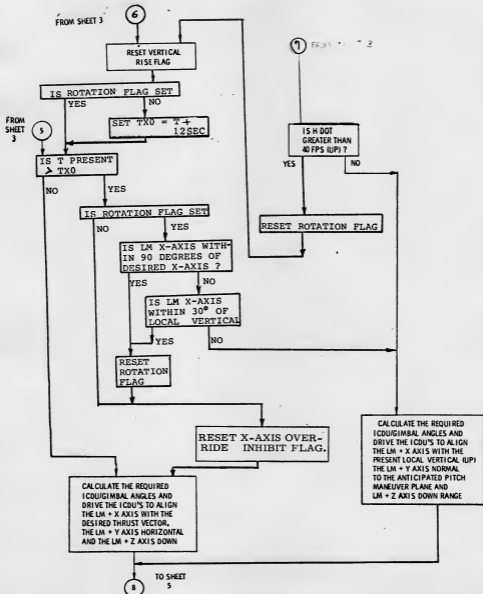 FROM SHEET 3
6
RESET VERTICAL
RISE FLAG
7
3
IS ROTATION FLAG SET
YES
NO
SET TX0 = T+
12SEC
FROM
SHEET
3
5
IS H DOT
GREATER THAN
40 FPS (UP) ?
YES
NO
IS T PRESENT
> TX0
NO
YES
IS ROTATION FLAG SET
NO
YES
RESET ROTATION FLAG
IS LM X-AXIS WITH-
IN 90 DEGREES OF
DESIRED X-AXIS ?
YES
NO
IS LM X-AXIS
WITHIN 30° OF
LOCAL VERTICAL
YES
NO
RESET
ROTATION
FLAG
RESET X-AXIS OVER-
RIDE INHIBIT FLAG.
CALCULATE THE REQUIRED
ICDU/GIMBAL ANGLES AND
DRIVE THE ICDU'S TO ALIGN
THE LM + X AXIS WITH THE
PRESENT LOCAL VERTICAL (UP)
THE LM + Y AXIS NORMAL
TO THE ANTICIPATED PITCH
MANEUVER PLANE AND
LM + Z AXIS DOWN RANGE
CALCULATE THE REQUIRED
ICDU/GIMBAL ANGLES AND
DRIVE THE ICDU'S TO ALIGN
THE LM + X AXIS WITH THE
DESIRED THRUST VECTOR,
THE LM + Y AXIS HORIZONTAL
AND THE LM + Z AXIS DOWN
8
TO SHEET
5